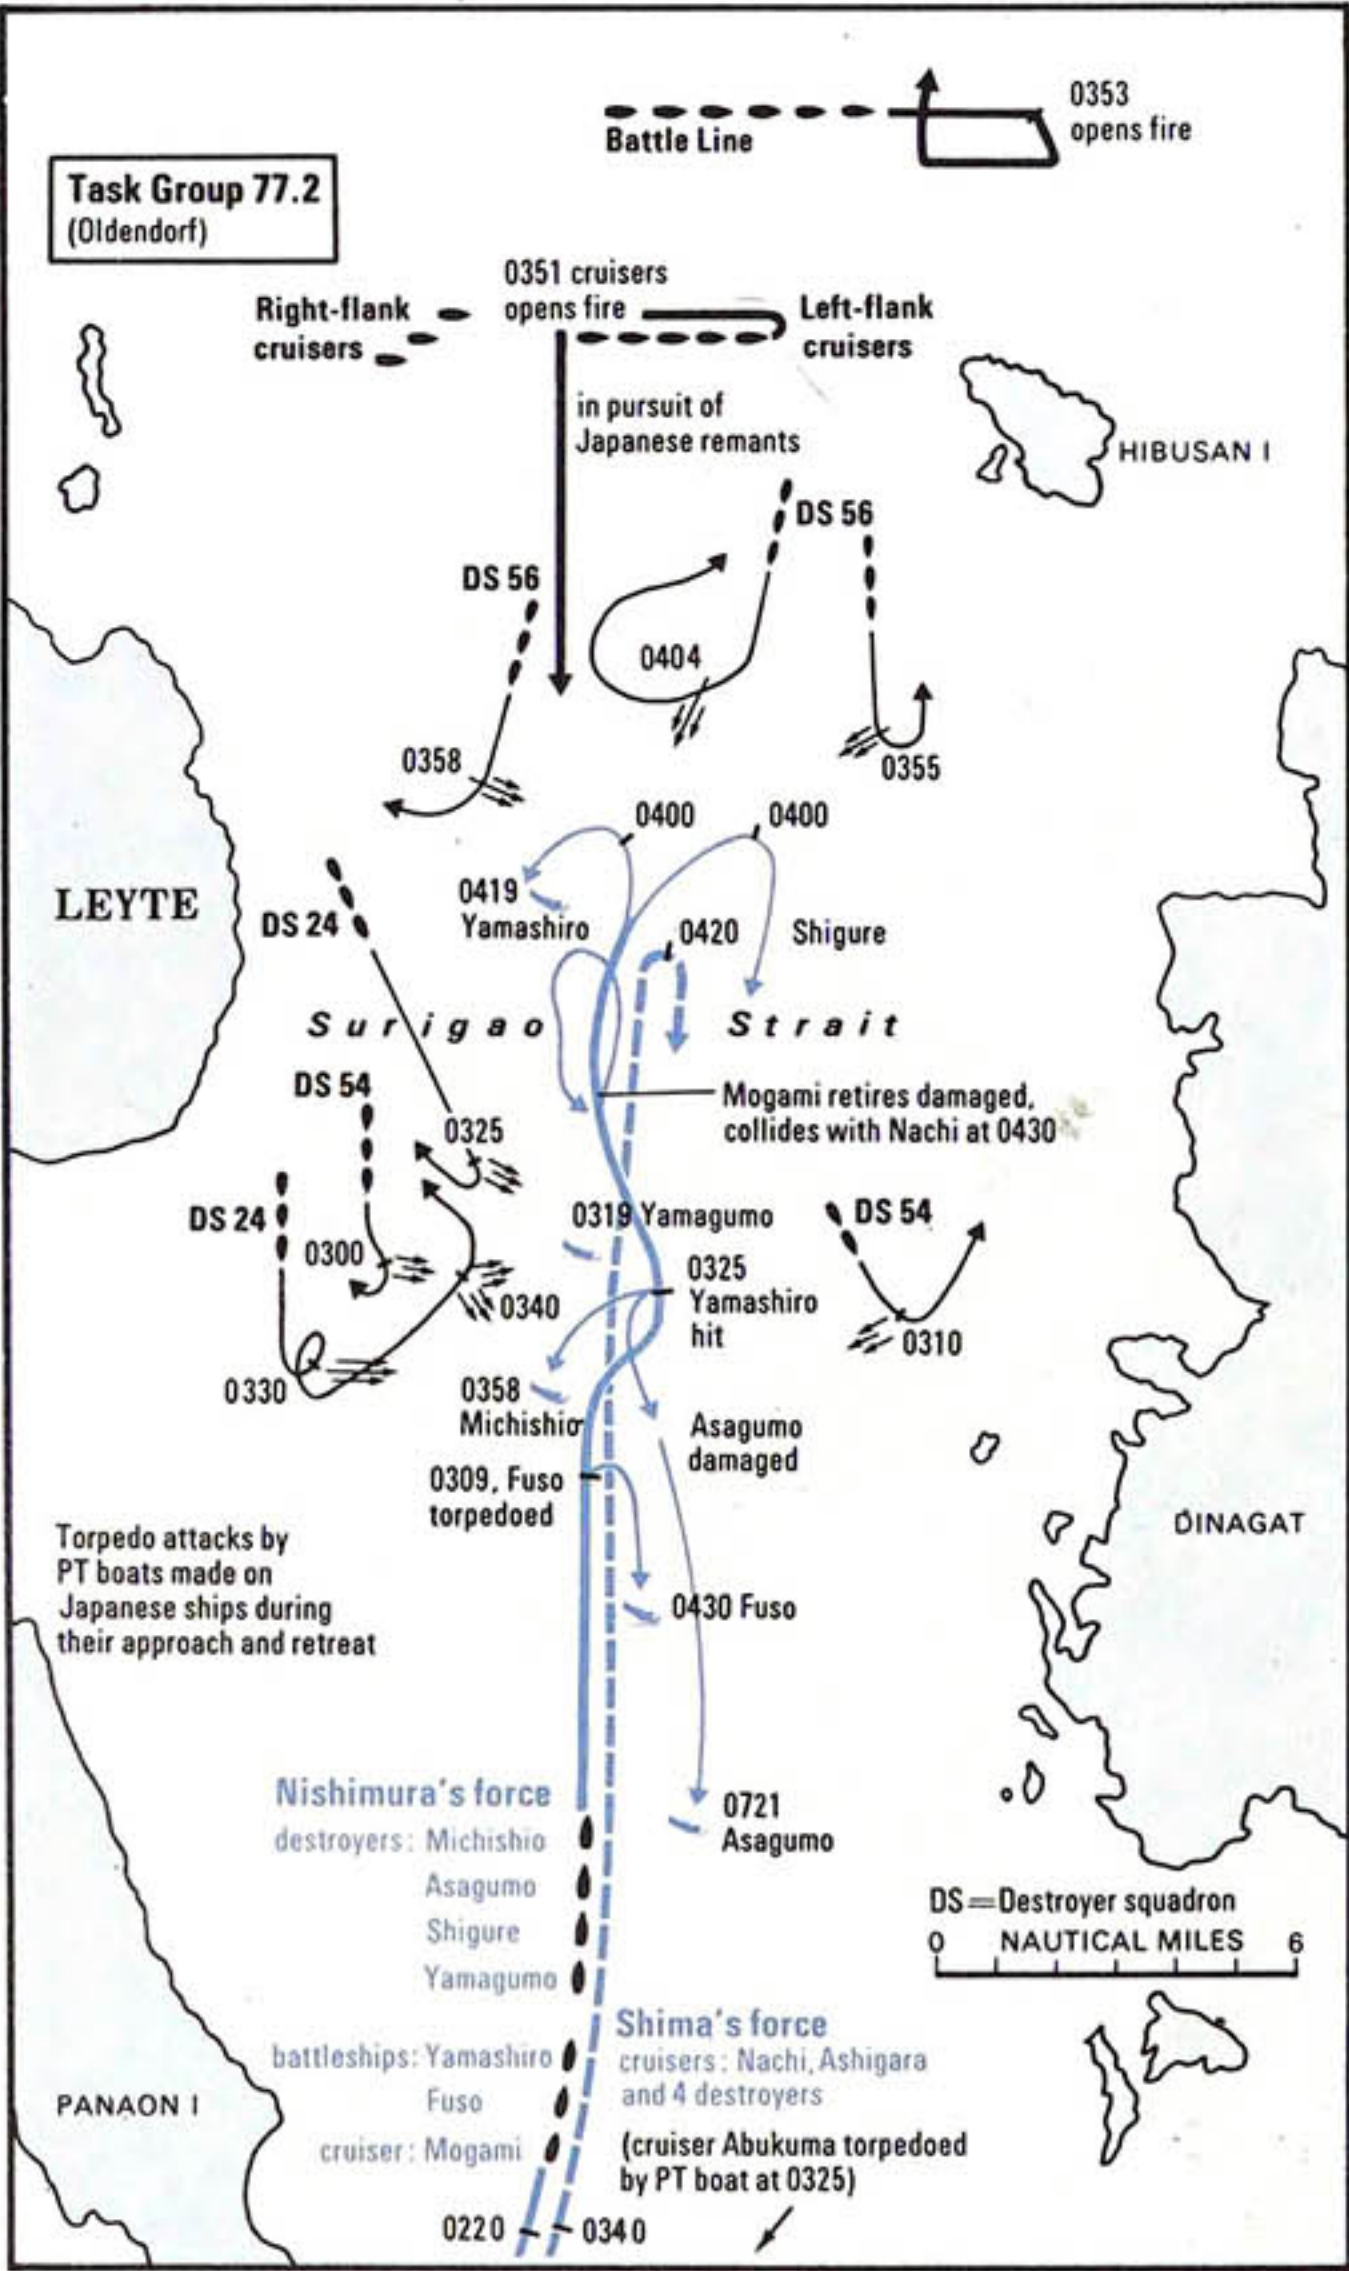 0353
opens fire
Battle Line
Task Group 77.2
(Oldendorf)
0351 cruisers
opens fire
Right-flank
cruisers
Left-flank
cruisers
in pursuit of
Japanese remants
HIBUSAN I
DS 56
DS 56
0404
0358
0355
0400
0400
LEYTE
0419
Yamashiro
DS 24
0420
Shigure
Surigao Strait
DS 54
Mogami retires damaged,
collides with Nachi at 0430
0325
DS 24
0319 Yamagumo
DS 54
0300
0325
Yamashiro
hit
0340
0310
0330
0358
Michishio
Asagumo
damaged
0309, Fuso
torpedoed
DINAGAT
Torpedo attacks by
PT boats made on
Japanese ships during
their approach and retreat
0430 Fuso
Nishimura's force
destroyers: Michishio
Asagumo
Shigure
Yamagumo
0721
Asagumo
DS=Destroyer squadron
0 NAUTICAL MILES 6
battleships: Yamashiro
Fuso
cruiser: Mogami
Shima's force
cruisers: Nachi, Ashigara
and 4 destroyers
(cruiser Abukuma torpedoed
by PT boat at 0325)
PANAON I
0220
0340